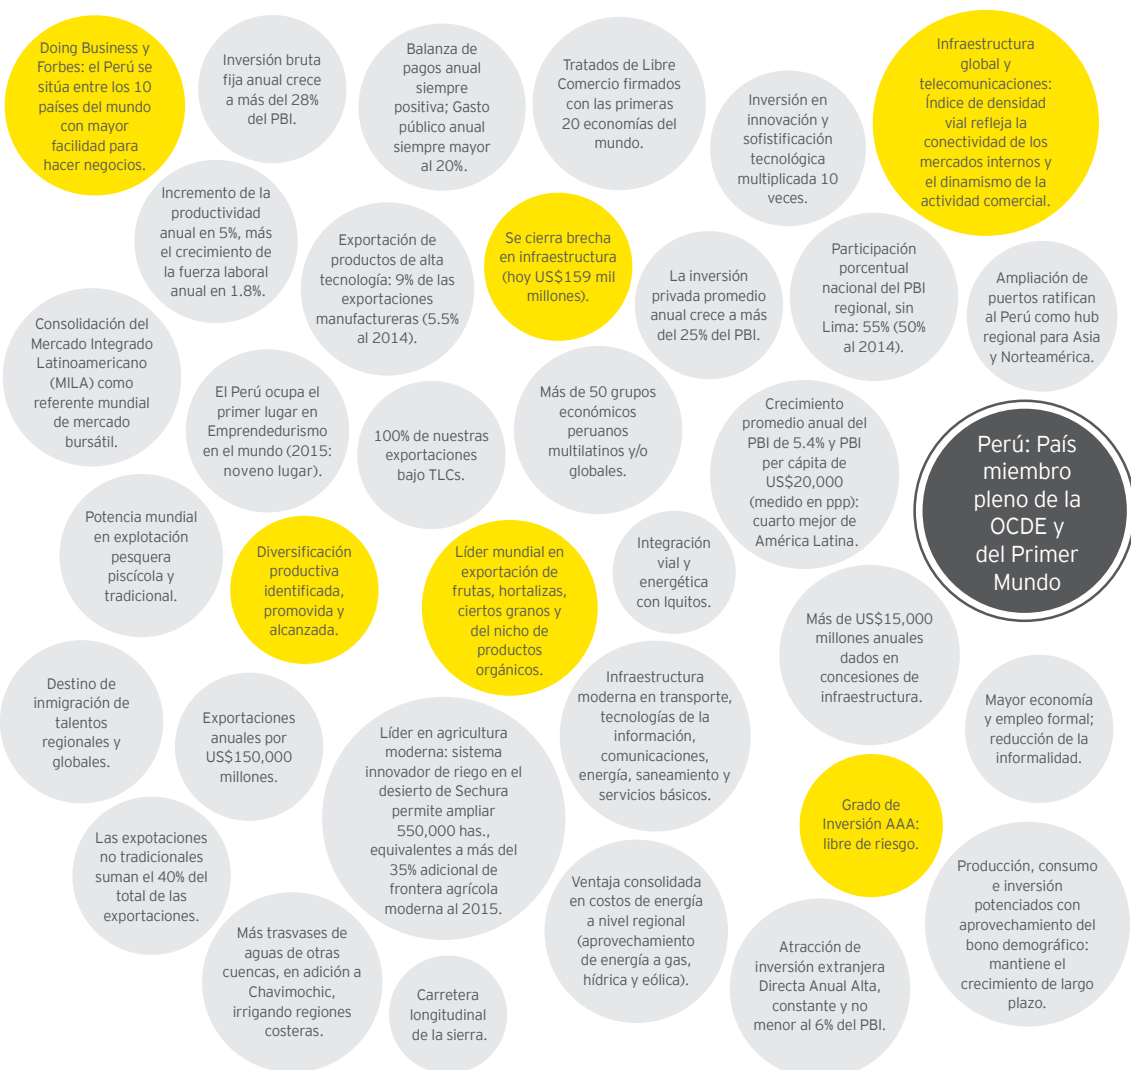 Doing Business y
Forbes: el Perú se
sitúa entre los 10
países del mundo
con mayor
facilidad para
hacer negocios.
Inversión bruta
fija anual crece
a más del 28%
del PBI.
Balanza de
pagos anual
siempre
positiva; Gasto
público anual
siempre mayor
al 20%.
Tratados de Libre
Comercio firmados
con las primeras
20 economías del
mundo.
Inversión en
innovación y
sofistificación
tecnológica
multiplicada 10
veces.
Infraestructura
global y
telecomunicaciones:
Índice de densidad
vial refleja la
conectividad de los
mercados internos y
el dinamismo de la
actividad comercial.
Incremento de la
productividad
anual en 5%, más
el crecimiento de
la fuerza laboral
anual en 1.8%.
Exportación de
productos de alta
tecnología: 9% de las
exportaciones
manufactureras (5.5%
al 2014).
Se cierra brecha
en infraestructura
(hoy US$159 mil
millones).
La inversión
privada promedio
anual crece a más
del 25% del PBI.
Participación
porcentual
nacional del PBI
regional, sin
Lima: 55% (50%
al 2014).
Ampliación de
puertos ratifican
al Perú como hub
regional para Asia
y Norteamérica.
Consolidación del
Mercado Integrado
Latinoamericano
(MILA) como
referente mundial
de mercado
bursátil.
El Perú ocupa el
primer lugar en
Emprendedurismo
en el mundo (2015:
noveno lugar).
100% de nuestras
exportaciones
bajo TLCs.
Más de 50 grupos
económicos
peruanos
multilatinos y/o
globales.
Crecimiento
promedio anual del
PBI de 5.4% y PBI
per cápita de
US$20,000
(medido en ppp):
cuarto mejor de
América Latina.
Perú: País
miembro
pleno de la
OCDE y
del Primer
Mundo
Potencia mundial
en explotación
pesquera
piscícola y
tradicional.
Diversificación
productiva
identificada,
promovida y
alcanzada.
Líder mundial en
exportación de
frutas, hortalizas,
ciertos granos y
del nicho de
productos
orgánicos.
Integración
vial y
energética
con Iquitos.
Más de US$15,000
millones anuales
dados en
concesiones de
infraestructura.
Destino de
inmigración de
talentos
regionales y
globales.
Exportaciones
anuales por
US$150,000
millones.
Líder en agricultura
moderna: sistema
innovador de riego en el
desierto de Sechura
permite ampliar
550,000 has.,
equivalentes a más del
35% adicional de
frontera agrícola
moderna al 2015.
Infraestructura
moderna en transporte,
tecnologías de la
información,
comunicaciones,
energía, saneamiento y
servicios básicos.
Mayor economía
y empleo formal;
reducción de la
informalidad.
Grado de
Inversión AAA:
libre de riesgo.
Las expotaciones
no tradicionales
suman el 40% del
total de las
exportaciones.
Más trasvases de
aguas de otras
cuencas, en adición a
Chavimochic,
irrigando regiones
costeras.
Carretera
longitudinal
de la sierra.
Ventaja consolidada
en costos de energía
a nivel regional
(aprovechamiento
de energía a gas,
hídrica y eólica).
Atracción de
inversión extranjera
Directa Anual Alta,
constante y no
menor al 6% del PBI.
Producción, consumo
e inversión
potenciados con
aprovechamiento del
bono demográfico:
mantiene el
crecimiento de largo
plazo.